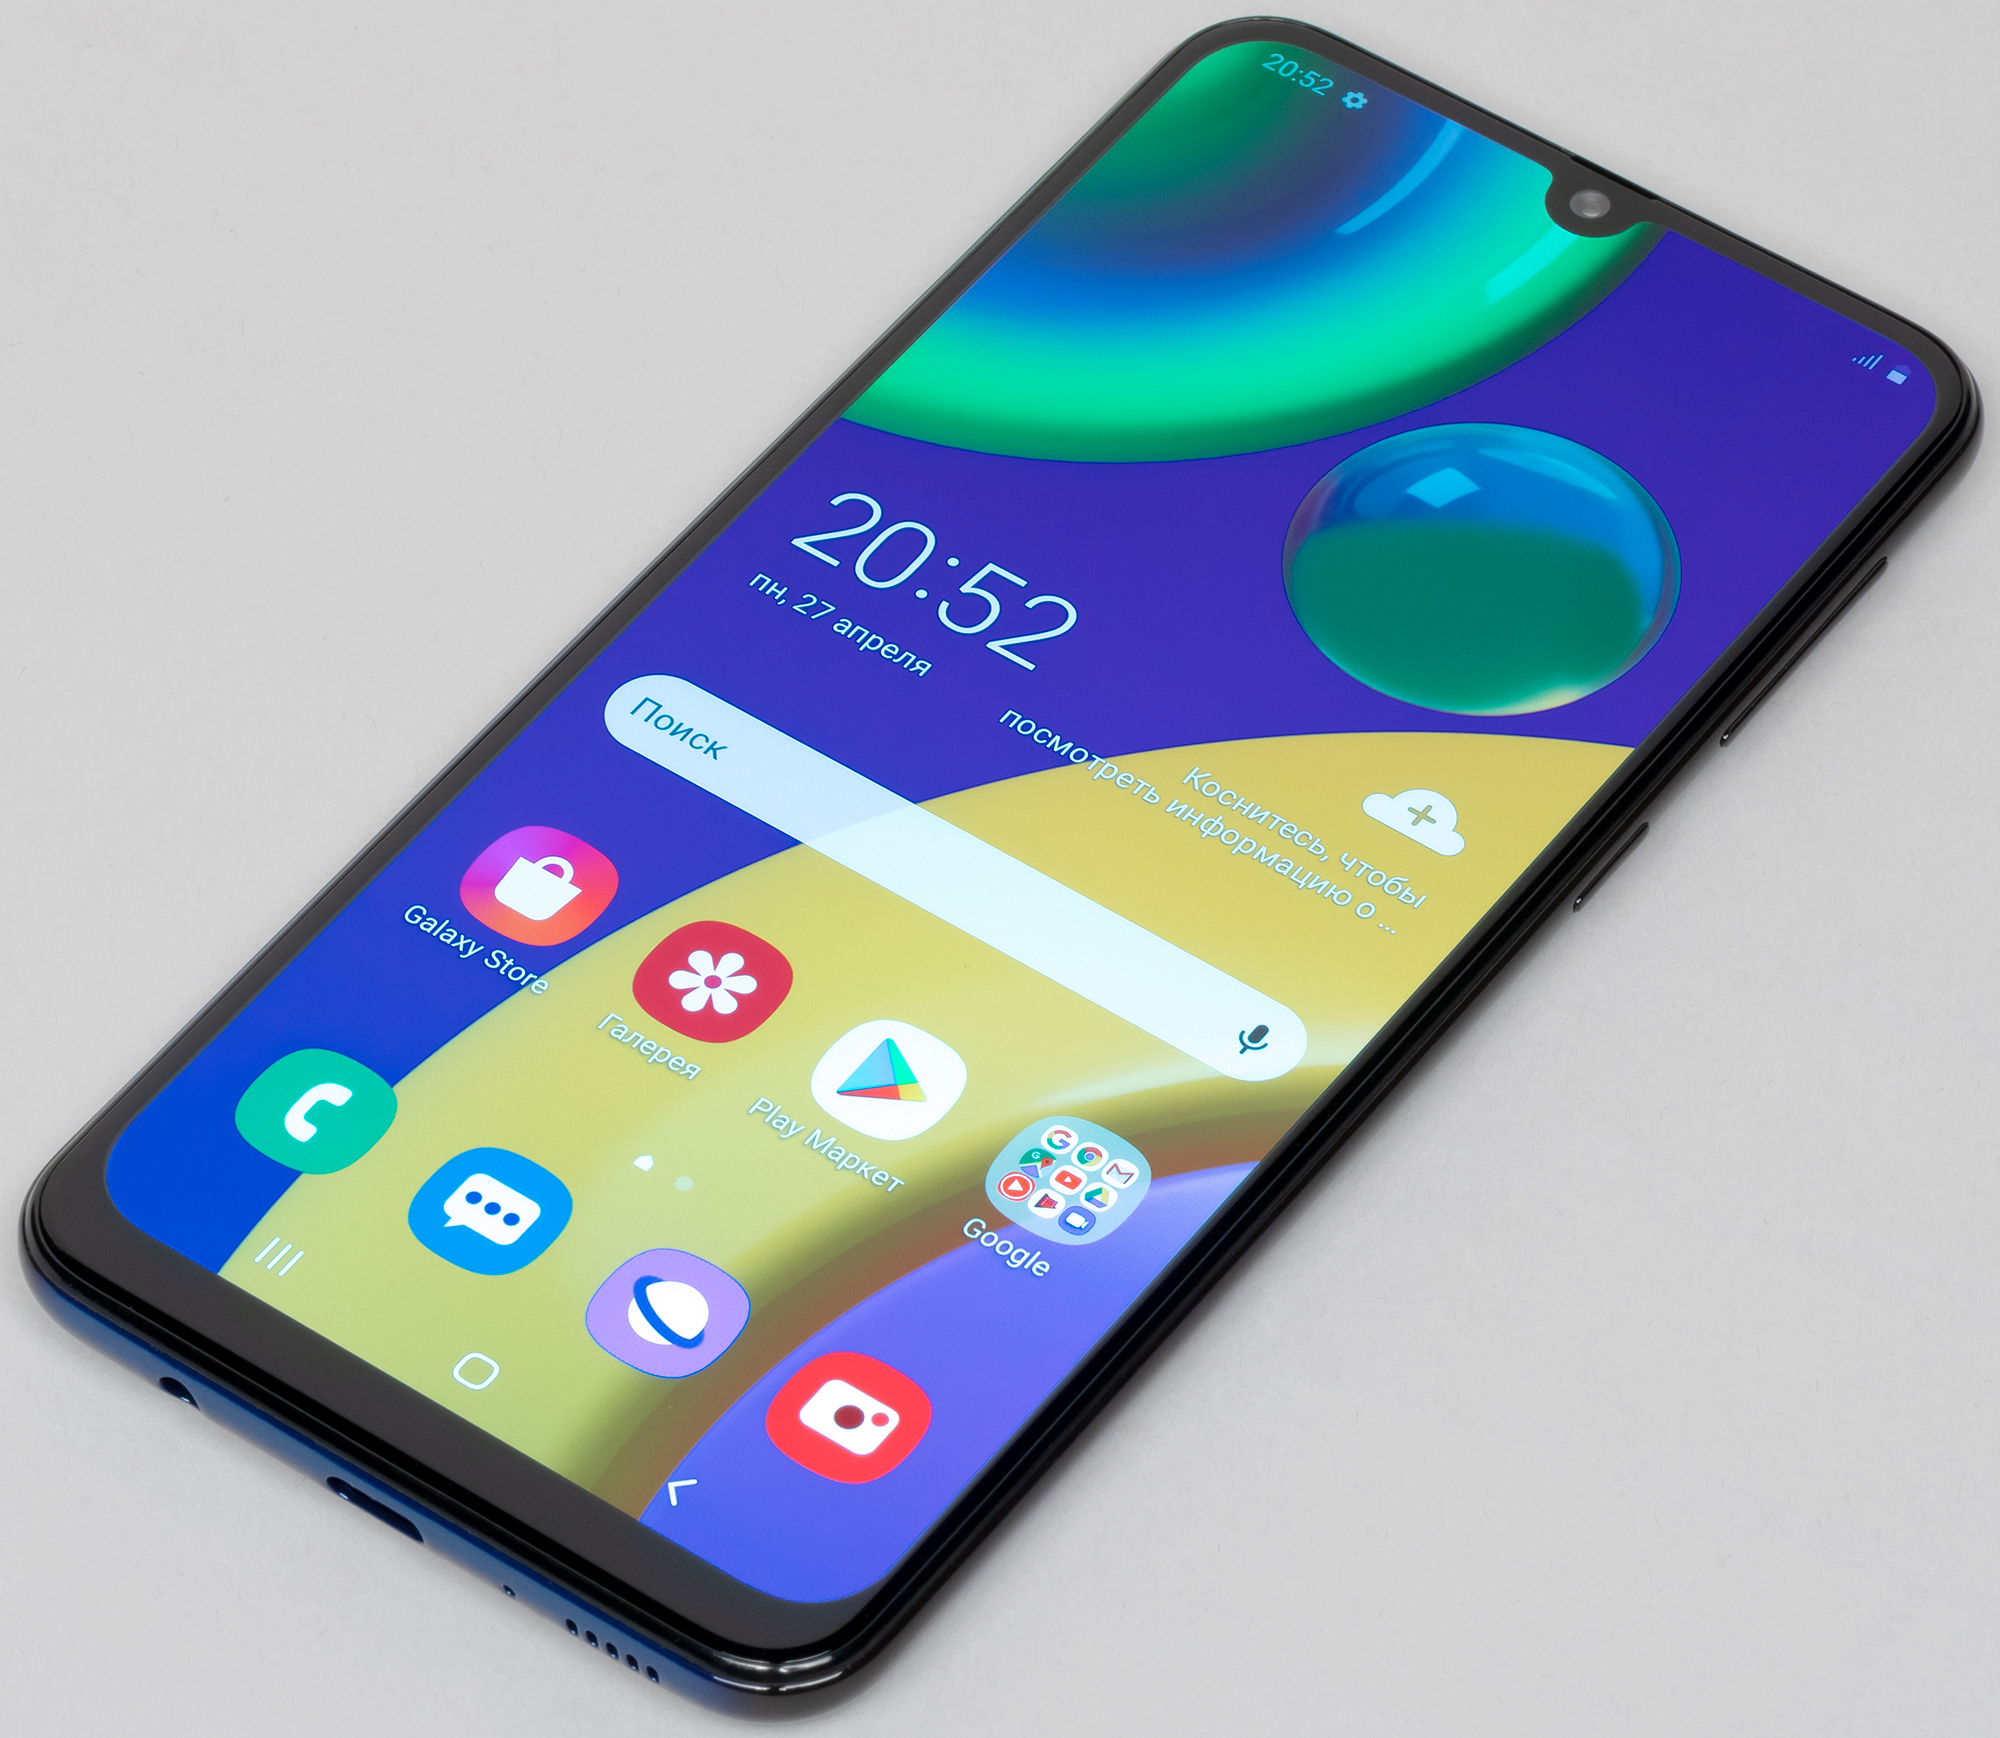 20:52
20:52
пн, 27 апреля
Коснитесь, чтобы
посмотреть информацию о ...
Поиск
Galaxy Store
Галерея
Play Маркет
Google